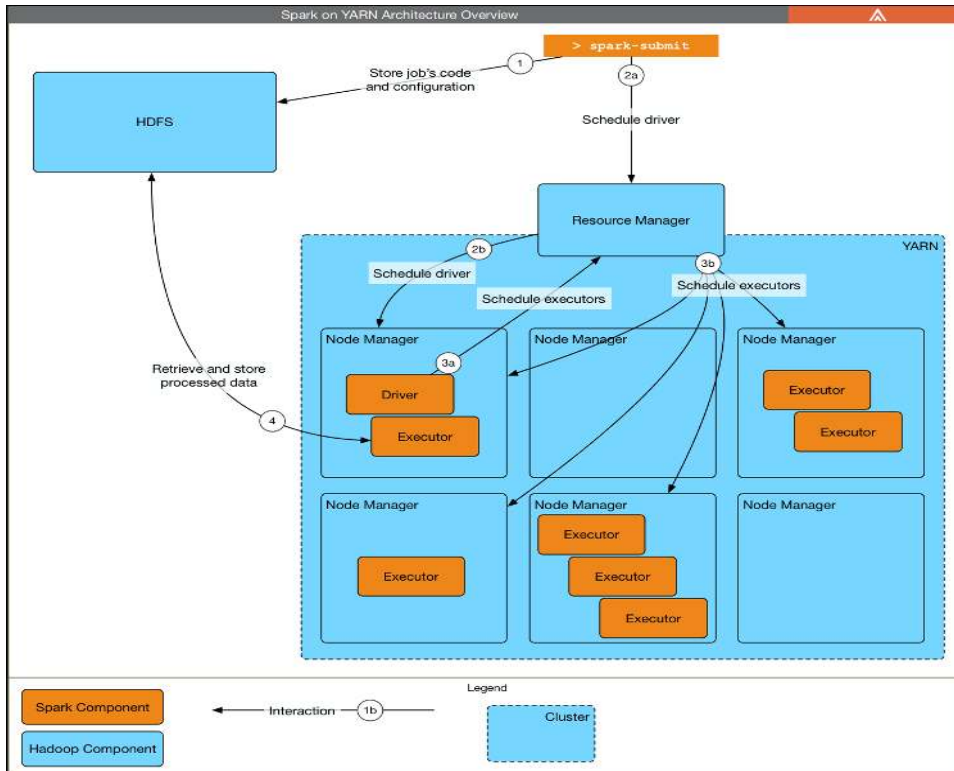 Spark on YARN Architecture Overview
> spark-submit
1
2a
Store job's code
and configuration
HDFS
Schedule driver
Resource Manager
YARN
2b
3b
Schedule driver
Schedule executors
Schedule executors
Node Manager
Node Manager
Node Manager
3a
Retrieve and store
processed data
Driver
Executor
4
Executor
Executor
Node Manager
Node Manager
Node Manager
Executor
Executor
Executor
Executor
Legend
Spark Component
Interaction
1b
Cluster
Hadoop Component